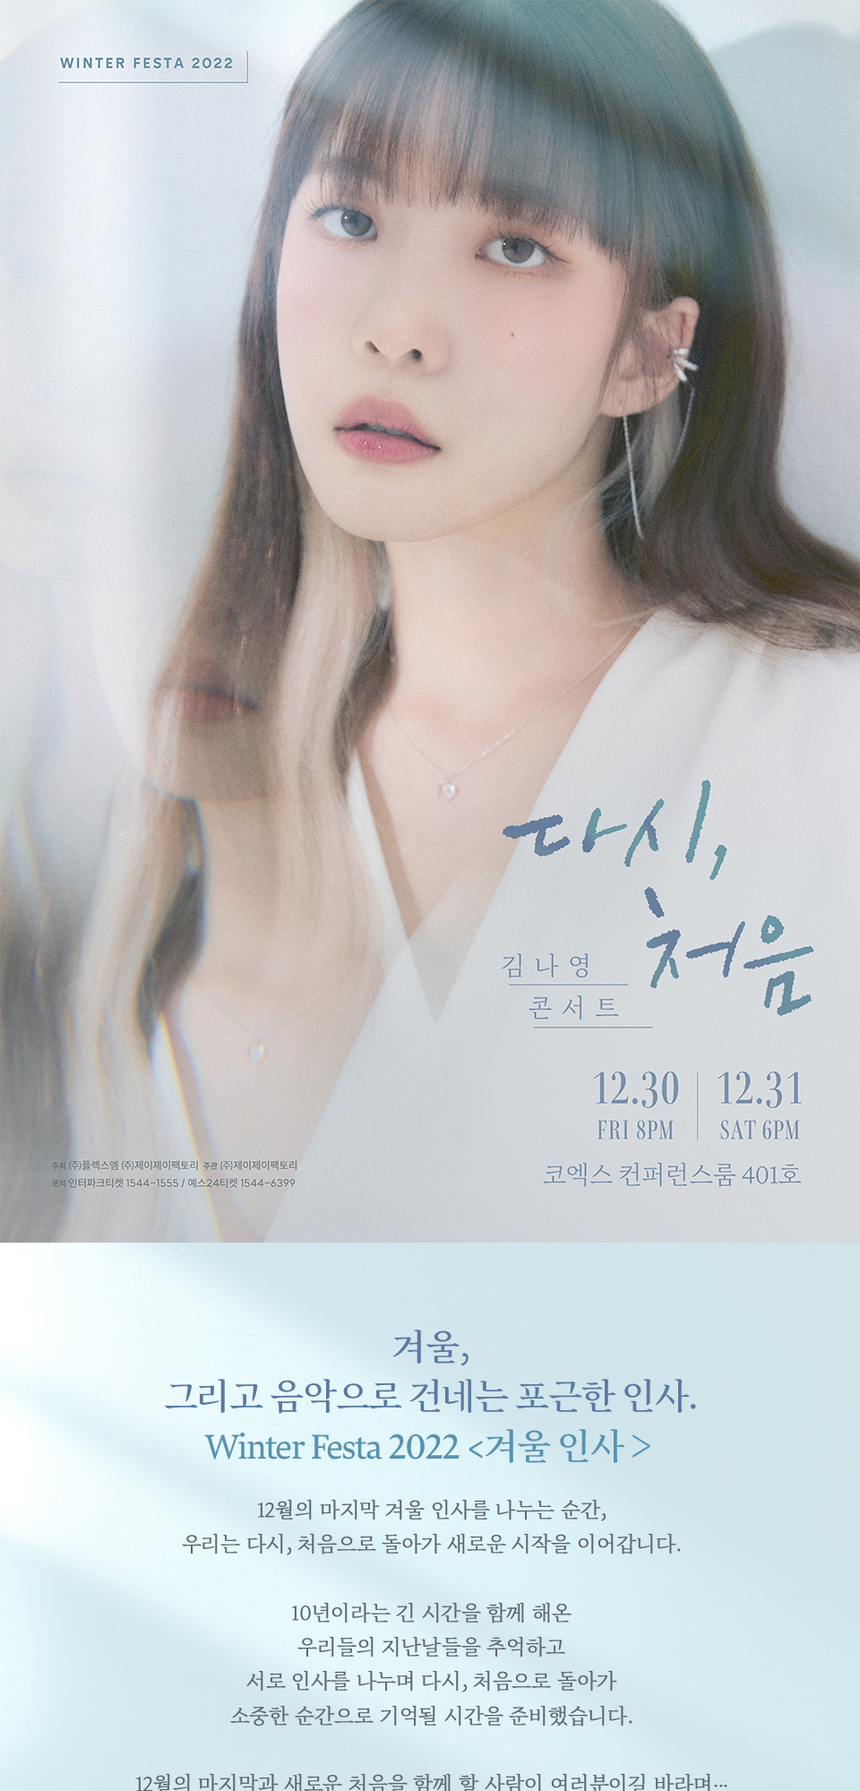 WINTER FESTA 2022
다시,
처음
김나영
콘서트
12.30 12.31
FRI 8PM SAT 6PM
코엑스 컨퍼런스룸 401호
주최 (주)플렉스엠 (주)제이제이팩토리 주관 (주)제이제이팩토리
문의 인터파크티켓 1544-1555 / 예스24티켓 1544-6399
겨울,
그리고 음악으로 건네는 포근한 인사.
Winter Festa 2022 <겨울 인사 >
12월의 마지막 겨울 인사를 나누는 순간,
우리는 다시, 처음으로 돌아가 새로운 시작을 이어갑니다.
10년이라는 긴 시간을 함께 해온
우리들의 지난날들을 추억하고
서로 인사를 나누며 다시, 처음으로 돌아가
소중한 순간으로 기억될 시간을 준비했습니다.
12월의 마지막과 새로운 처음을 함께 할 사람이 여러분이길 바라며…